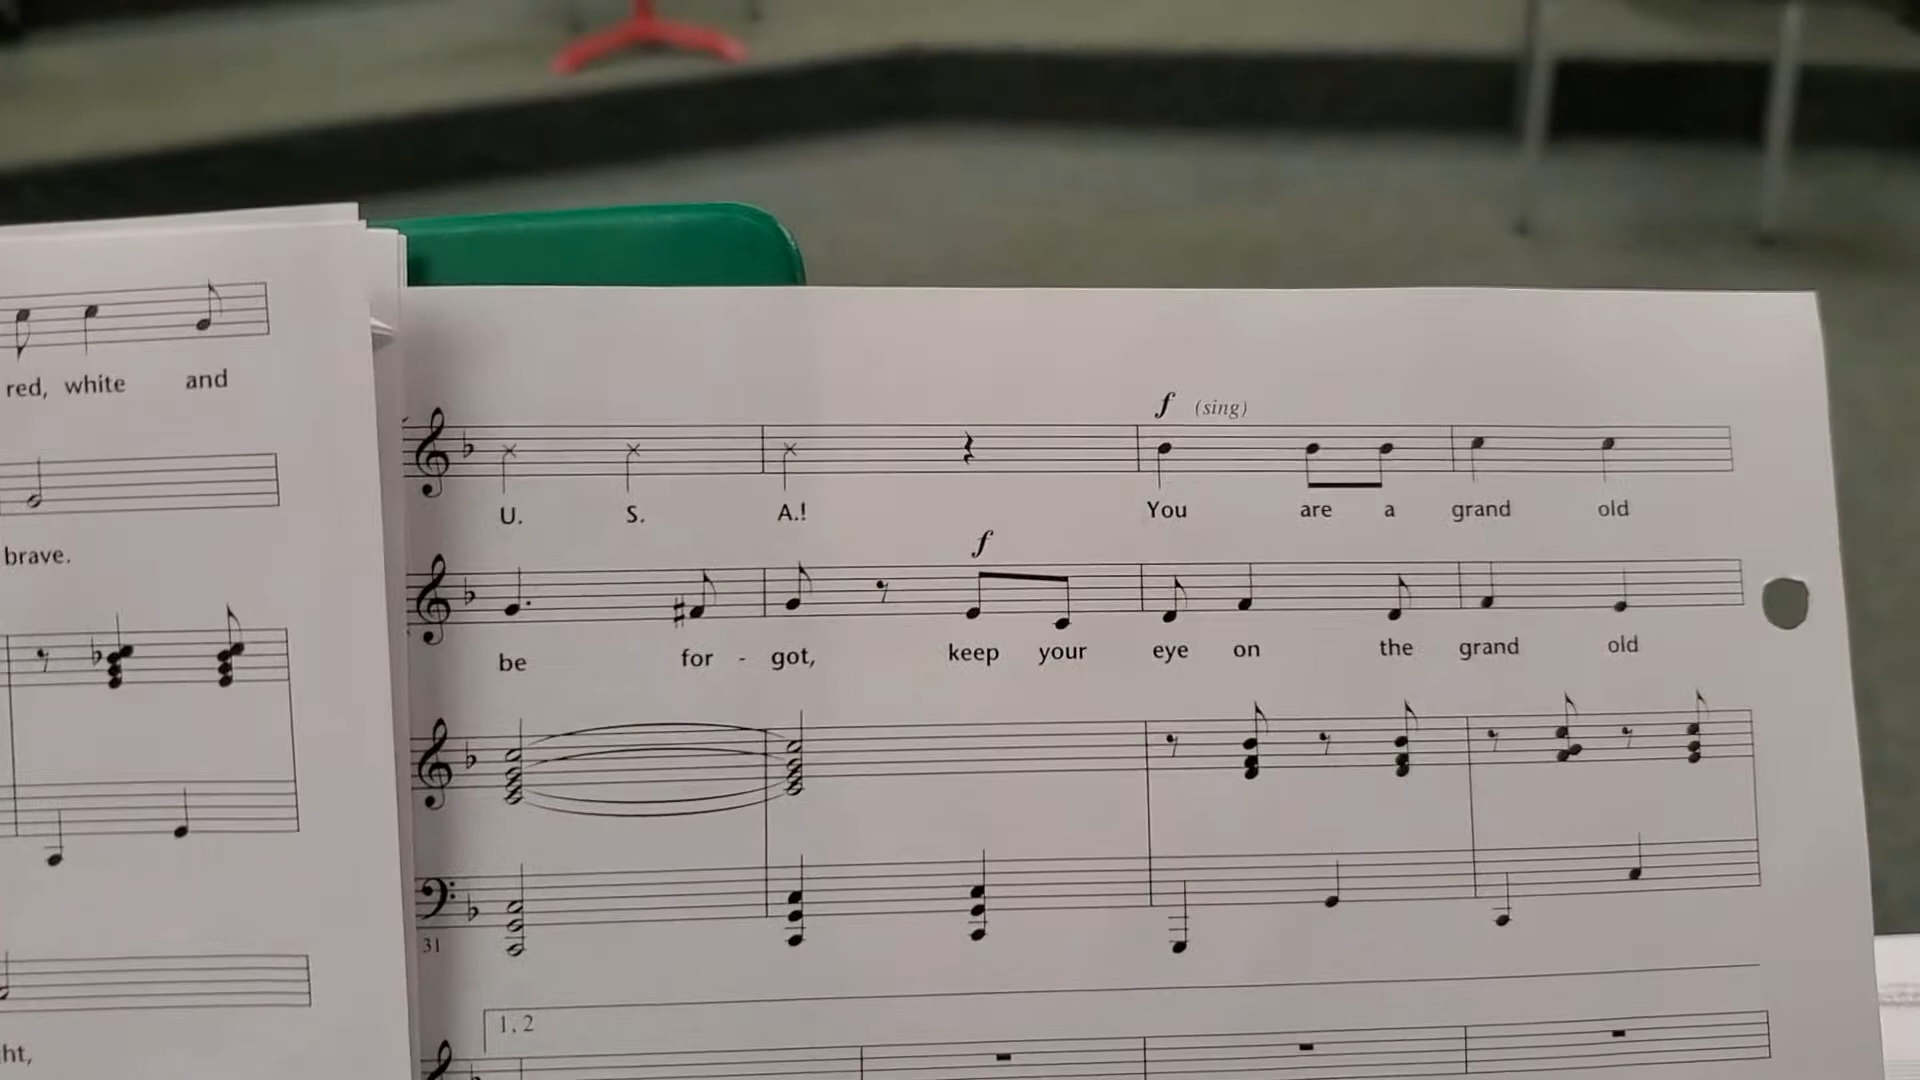 red, white and
brave.
ht,
f (sing)
U. S. A.! You are a grand old
f
be for - got, keep your eye on the grand old
31
1, 2